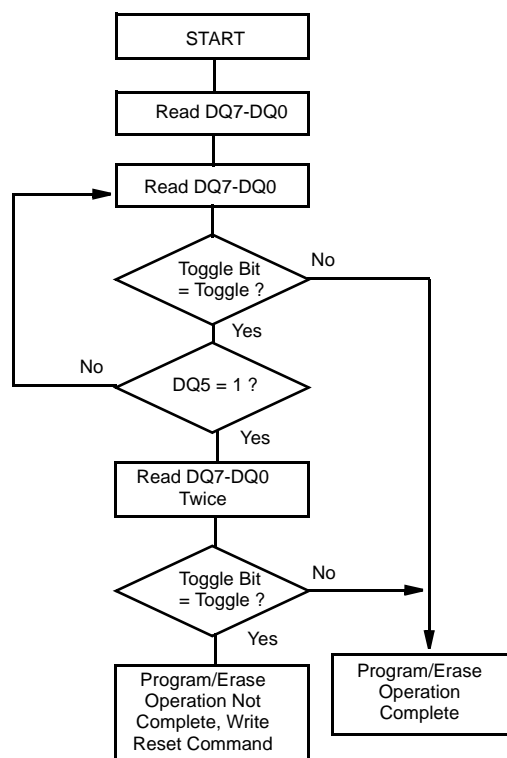 START
Read DQ7-DQ0
Read DQ7-DQ0
Toggle Bit
= Toggle ?
No
Yes
No
DQ5 = 1 ?
Yes
Read DQ7-DQ0
Twice
Toggle Bit
= Toggle ?
No
Yes
Program/Erase
Operation Not
Complete, Write
Reset Command
Program/Erase
Operation
Complete